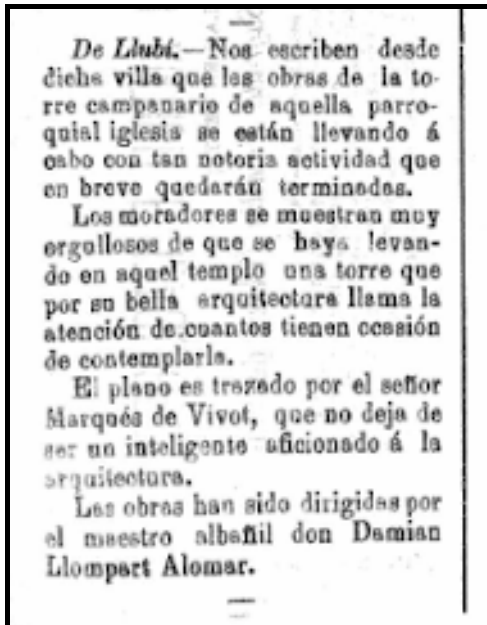 De Llubí.—Nos escriben desde
dicha villa que las obras de la to-
rre campanario de aquella parro-
quial iglesia se están llevando á
cabo con tan notoria actividad que
en breve quedarán terminadas.
Los moradores se muestran muy
orgullosos de que se haya levan-
do en aquel templo una torre que
por su bella arquitectura llama la
atención de cuantos tienen ocasión
de contemplarla.
El plano es trazado por el señor
Marqués de Vivot, que no deja de
ser un inteligente aficionado á la
arquitectura.
Las obras han sido dirigidas por
el maestro albañil don Damian
Llompart Alomar.